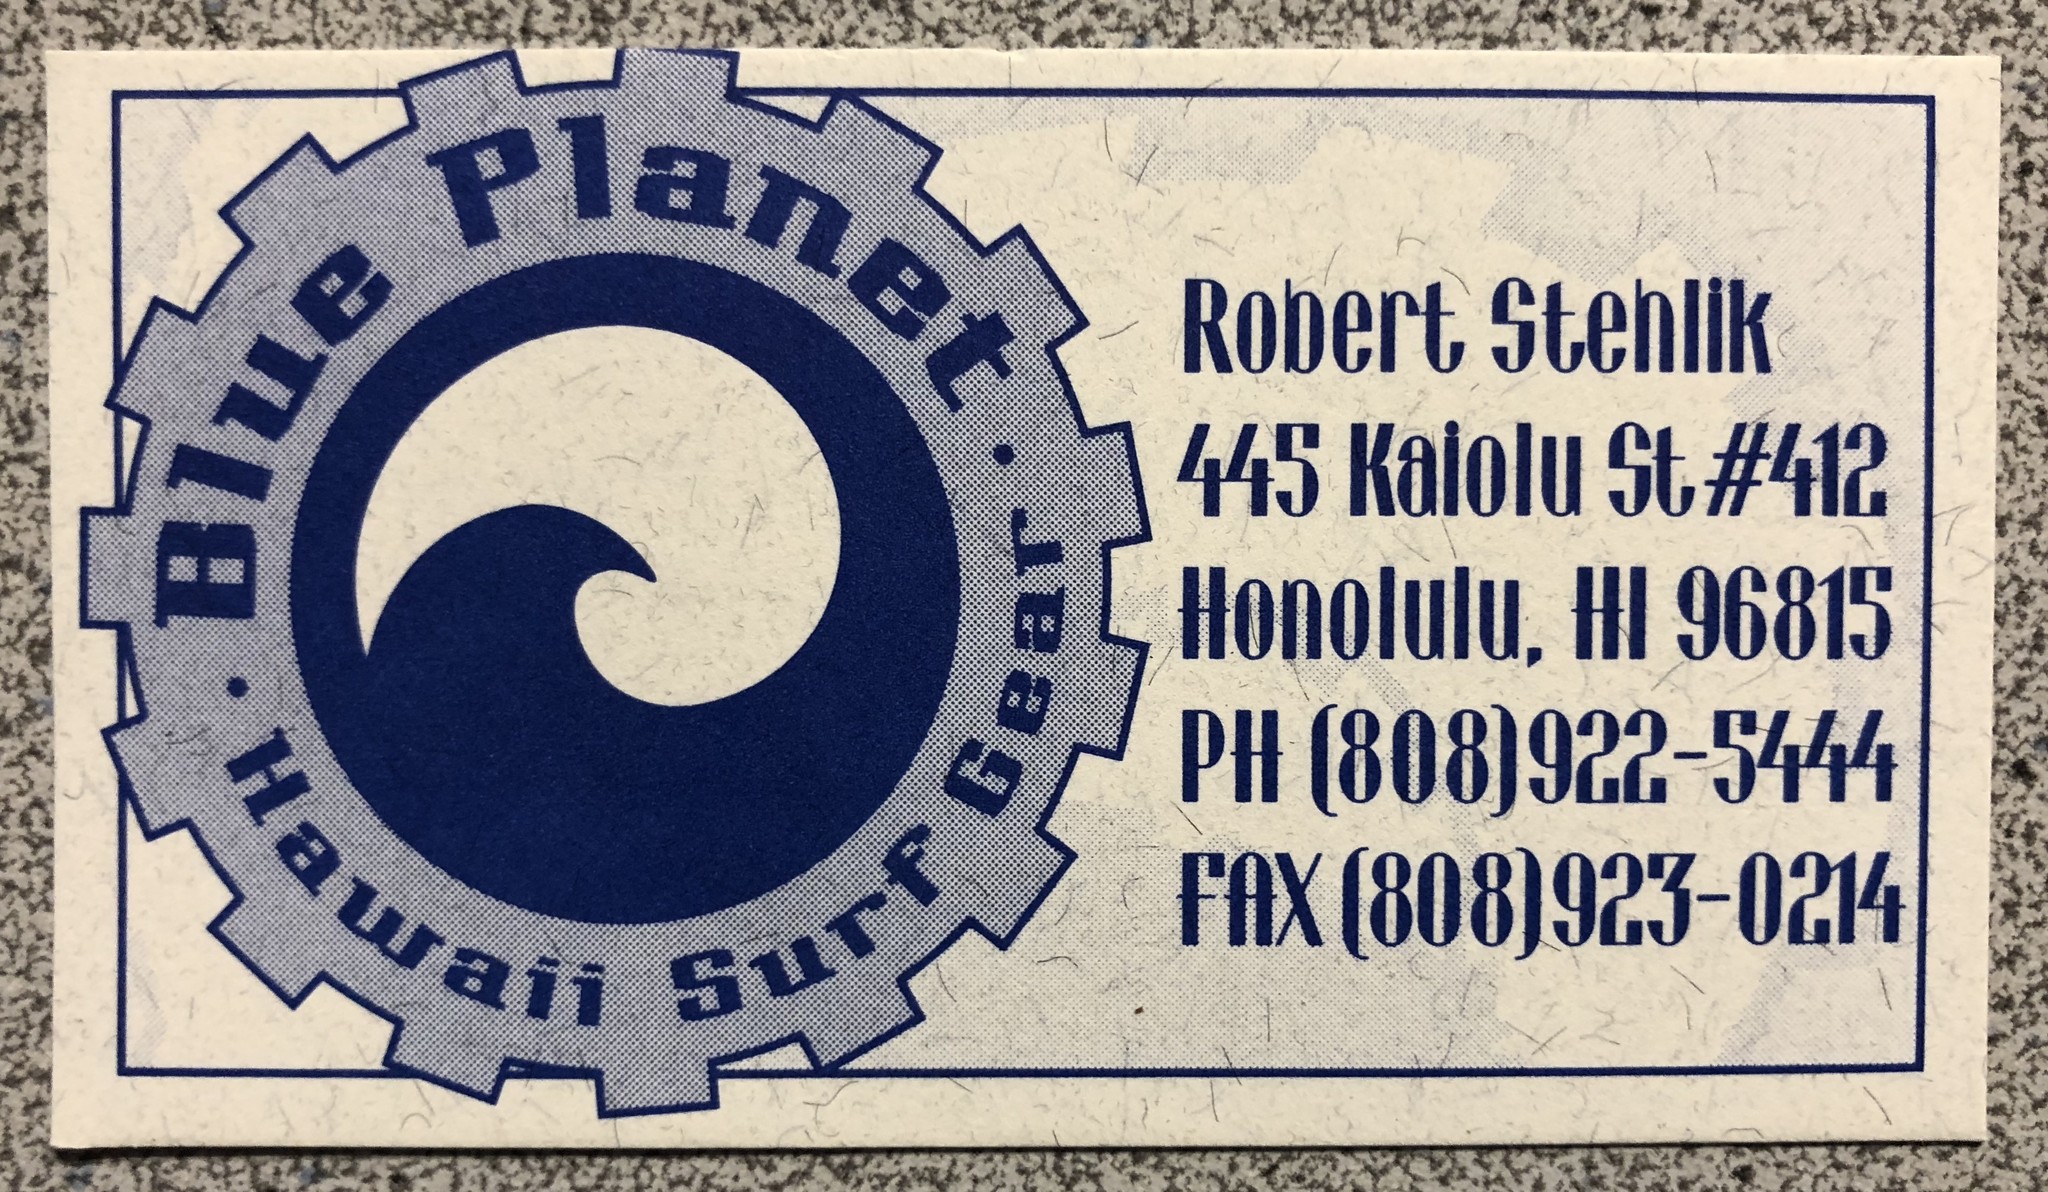 Blue Planet
Hawaii Surf Gear
Robert Stehlik
445 Kaiolu St #412
Honolulu, HI 96815
PH (808)922-5444
FAX (808)923-0214